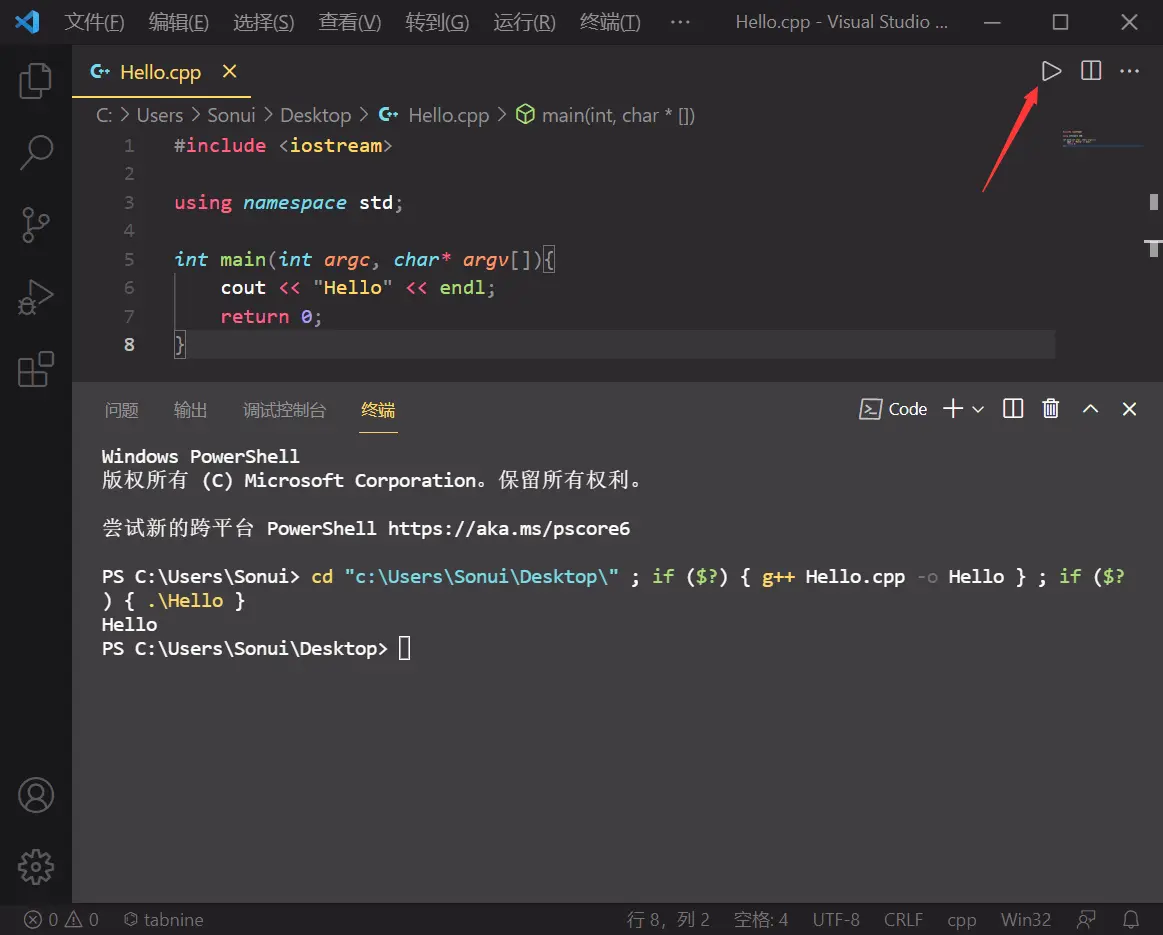 文件(F) 编辑(E) 选择(S) 查看(V) 转到(G) 运行(R) 终端(T) ··· Hello.cpp - Visual Studio ...
Hello.cpp
C: > Users > Sonui > Desktop > Hello.cpp > main(int, char * [])
1 #include <iostream>
2
3 using namespace std;
4
5 int main(int argc, char* argv[]){
6 cout << "Hello" << endl;
7 return 0;
8 }
问题 输出 调试控制台 终端 Code
Windows PowerShell
版权所有 (C) Microsoft Corporation。保留所有权利。
尝试新的跨平台 PowerShell https://aka.ms/pscore6
PS C:\Users\Sonui> cd "c:\Users\Sonui\Desktop\" ; if ($?) { g++ Hello.cpp -o Hello } ; if ($?
) { .\Hello }
Hello
PS C:\Users\Sonui\Desktop>
0 0 tabnine 行 8，列 2 空格: 4 UTF-8 CRLF cpp Win32